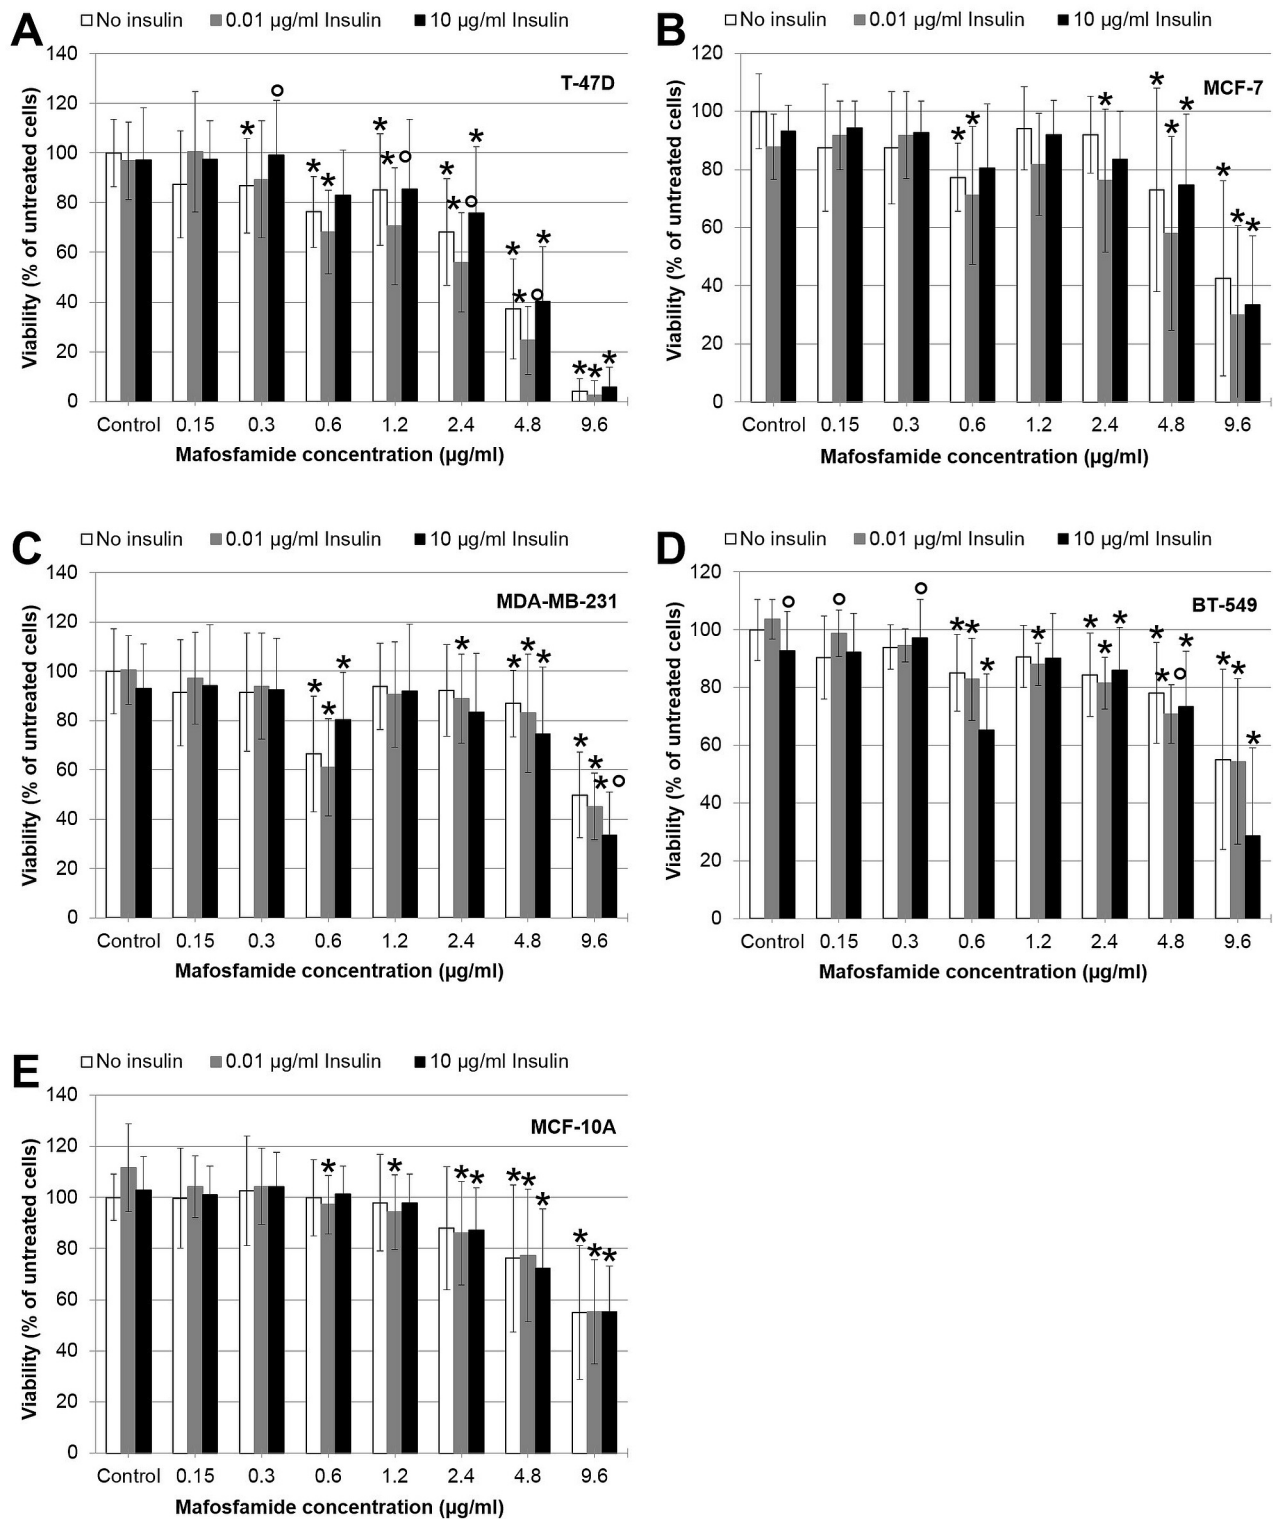 A
No insulin 0.01 µg/ml Insulin 10 µg/ml Insulin
Viability (% of untreated cells)
140
120
100
80
60
40
20
0
T-47D
* ° * * * * ° * * ° * * ° * * * *
Control 0.15 0.3 0.6 1.2 2.4 4.8 9.6
Mafosfamide concentration (µg/ml)
B
No insulin 0.01 µg/ml Insulin 10 µg/ml Insulin
Viability (% of untreated cells)
120
100
80
60
40
20
0
MCF-7
* * * * * * * * *
Control 0.15 0.3 0.6 1.2 2.4 4.8 9.6
Mafosfamide concentration (µg/ml)
C
No insulin 0.01 µg/ml Insulin 10 µg/ml Insulin
Viability (% of untreated cells)
140
120
100
80
60
40
20
0
MDA-MB-231
* * * * * * * * * * °
Control 0.15 0.3 0.6 1.2 2.4 4.8 9.6
Mafosfamide concentration (µg/ml)
D
No insulin 0.01 µg/ml Insulin 10 µg/ml Insulin
Viability (% of untreated cells)
120
100
80
60
40
20
0
BT-549
° ° ° * * * * * * * * * ° * * * *
Control 0.15 0.3 0.6 1.2 2.4 4.8 9.6
Mafosfamide concentration (µg/ml)
E
No insulin 0.01 µg/ml Insulin 10 µg/ml Insulin
Viability (% of untreated cells)
140
120
100
80
60
40
20
0
MCF-10A
* * * * * * * * * *
Control 0.15 0.3 0.6 1.2 2.4 4.8 9.6
Mafosfamide concentration (µg/ml)